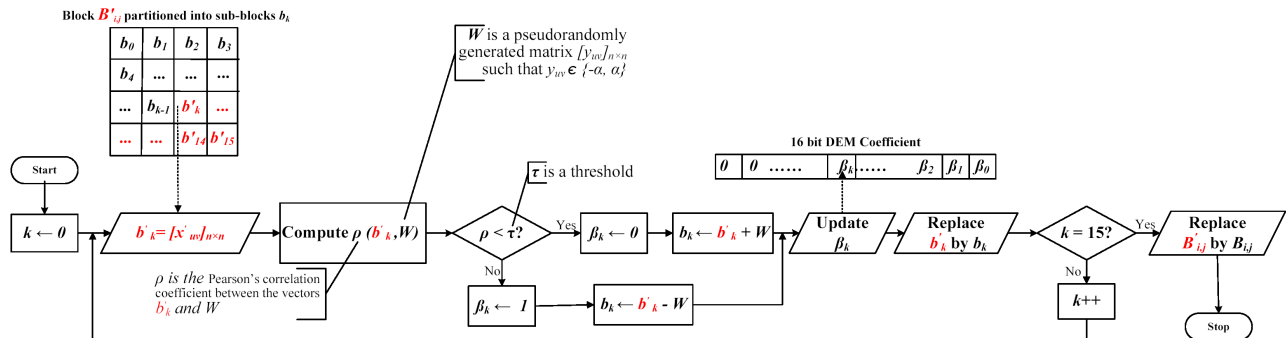 Block B'i,j partitioned into sub-blocks bk
b0 b1 b2 b3
b4 ... ... ...
... bk-1 b'k ...
... ... b'14 b'15
W is a pseudorandomly
generated matrix [yuv]n×n
such that yuv ϵ {-α, α}
16 bit DEM Coefficient
0 0 ...... βk...... β2 β1 β0
τ is a threshold
Start
k ← 0
b'k= [x'uv]n×n
Compute ρ (b'k,W)
ρ < τ?
Yes
βk ← 0
bk← b'k + W
Update
βk
Replace
b'k by bk
k = 15?
Yes
Replace
B'i,j by Bi,j
ρ is the Pearson's correlation
coefficient between the vectors
b'k and W
No
βk ← 1
bk← b'k - W
No
k++
Stop